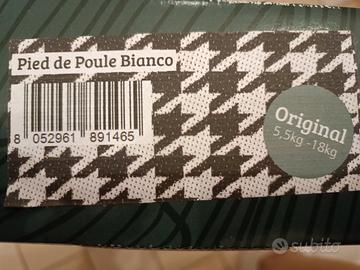 Pied de Poule Bianco
8 052961 891465
Original
5,5kg -18kg
subito